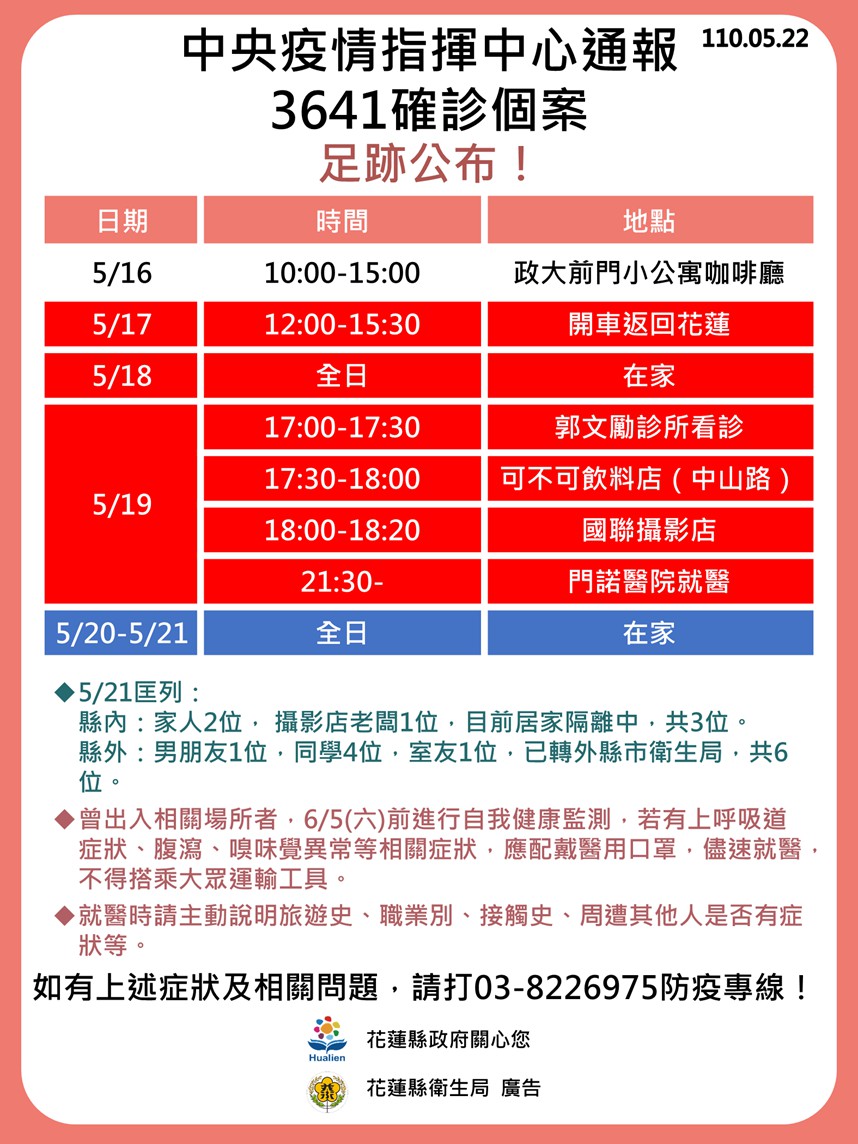 中央疫情指揮中心通報
110.05.22
3641確診個案
足跡公布！
日期 時間 地點
5/16 10:00-15:00 政大前門小公寓咖啡廳
5/17 12:00-15:30 開車返回花蓮
5/18 全日 在家
5/19 17:00-17:30 郭文勵診所看診
17:30-18:00 可不可飲料店（中山路）
18:00-18:20 國聯攝影店
21:30- 門諾醫院就醫
5/20-5/21 全日 在家
◆5/21匡列：
縣內：家人2位， 攝影店老闆1位，目前居家隔離中，共3位。
縣外：男朋友1位，同學4位，室友1位，已轉外縣市衛生局，共6
位。
◆曾出入相關場所者，6/5(六)前進行自我健康監測，若有上呼吸道
症狀、腹瀉、嗅味覺異常等相關症狀，應配戴醫用口罩，儘速就醫，
不得搭乘大眾運輸工具。
◆就醫時請主動說明旅遊史、職業別、接觸史、周遭其他人是否有症
狀等。
如有上述症狀及相關問題，請打03-8226975防疫專線！
Hualien 花蓮縣政府關心您
花蓮縣衛生局 廣告